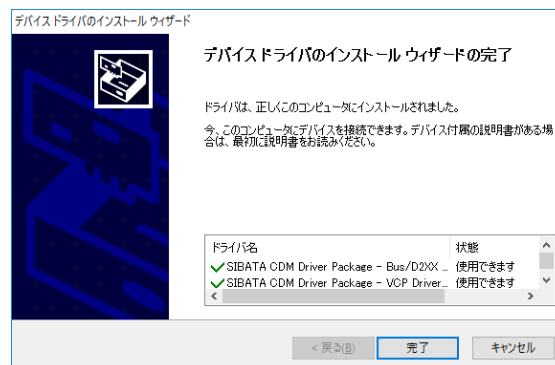 デバイス ドライバのインストール ウィザード
デバイス ドライバのインストール ウィザードの完了
ドライバは、正しくこのコンピュータにインストールされました。
今、このコンピュータにデバイスを接続できます。デバイス付属の説明書がある場
合は、最初に説明書をお読みください。
ドライバ名 状態
SIBATA CDM Driver Package - Bus/D2XX ... 使用できます
SIBATA CDM Driver Package - VCP Driver... 使用できます
< 戻る(B) 完了 キャンセル